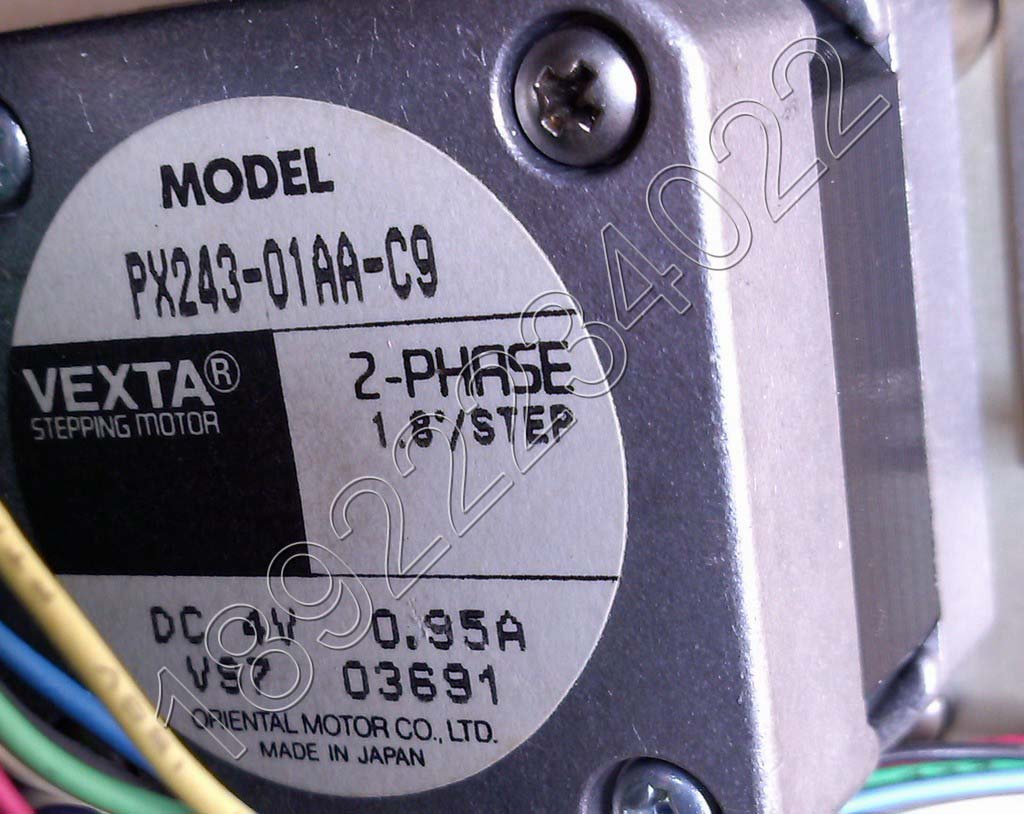 MODEL
PX243-01AA-C9
VEXTA®
STEPPING MOTOR
2-PHASE
1.8°/STEP
DC 4V 0.95A
V97 03691
ORIENTAL MOTOR CO., LTD.
MADE IN JAPAN
18922234022